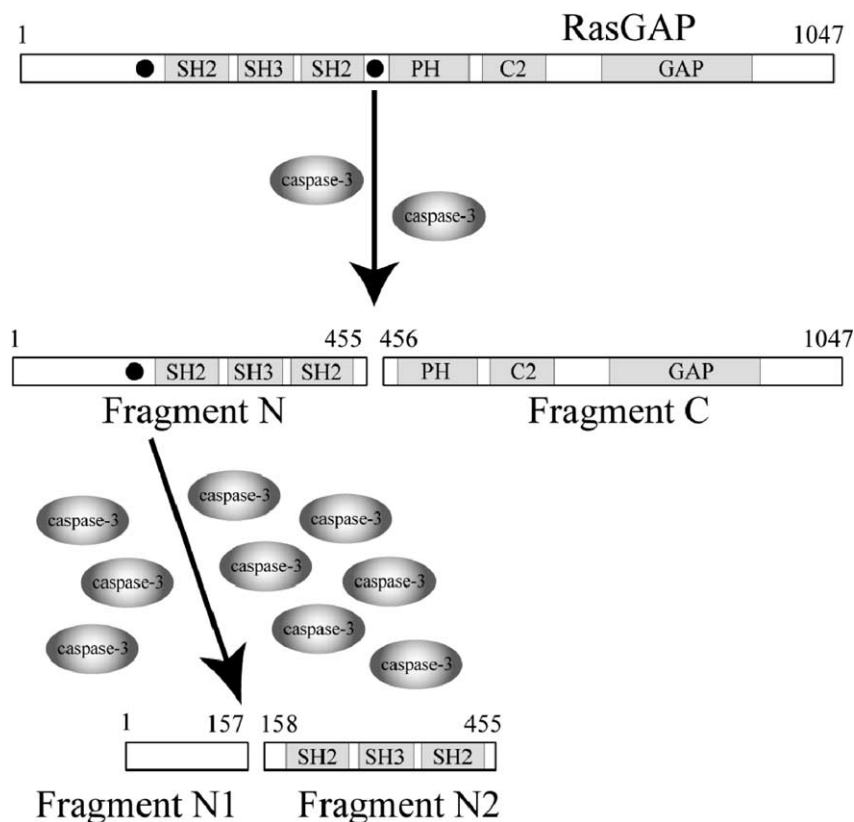 RasGAP
1 1047
SH2 SH3 SH2 PH C2 GAP
caspase-3
caspase-3
1 455 456 1047
SH2 SH3 SH2 PH C2 GAP
Fragment N Fragment C
caspase-3
caspase-3
caspase-3
caspase-3
caspase-3
caspase-3
caspase-3
caspase-3
caspase-3
1 157 158 455
SH2 SH3 SH2
Fragment N1 Fragment N2